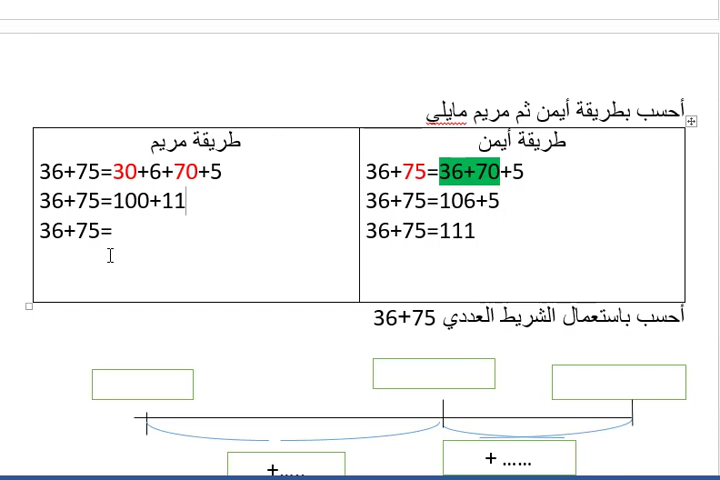 أحسب بطريقة أيمن ثم مريم مايلي
طريقة أيمن
36+75=36+70+5
36+75=106+5
36+75=111
طريقة مريم
36+75=30+6+70+5
36+75=100+11
36+75=
أحسب باستعمال الشريط العددي 36+75
+ ......
+.....